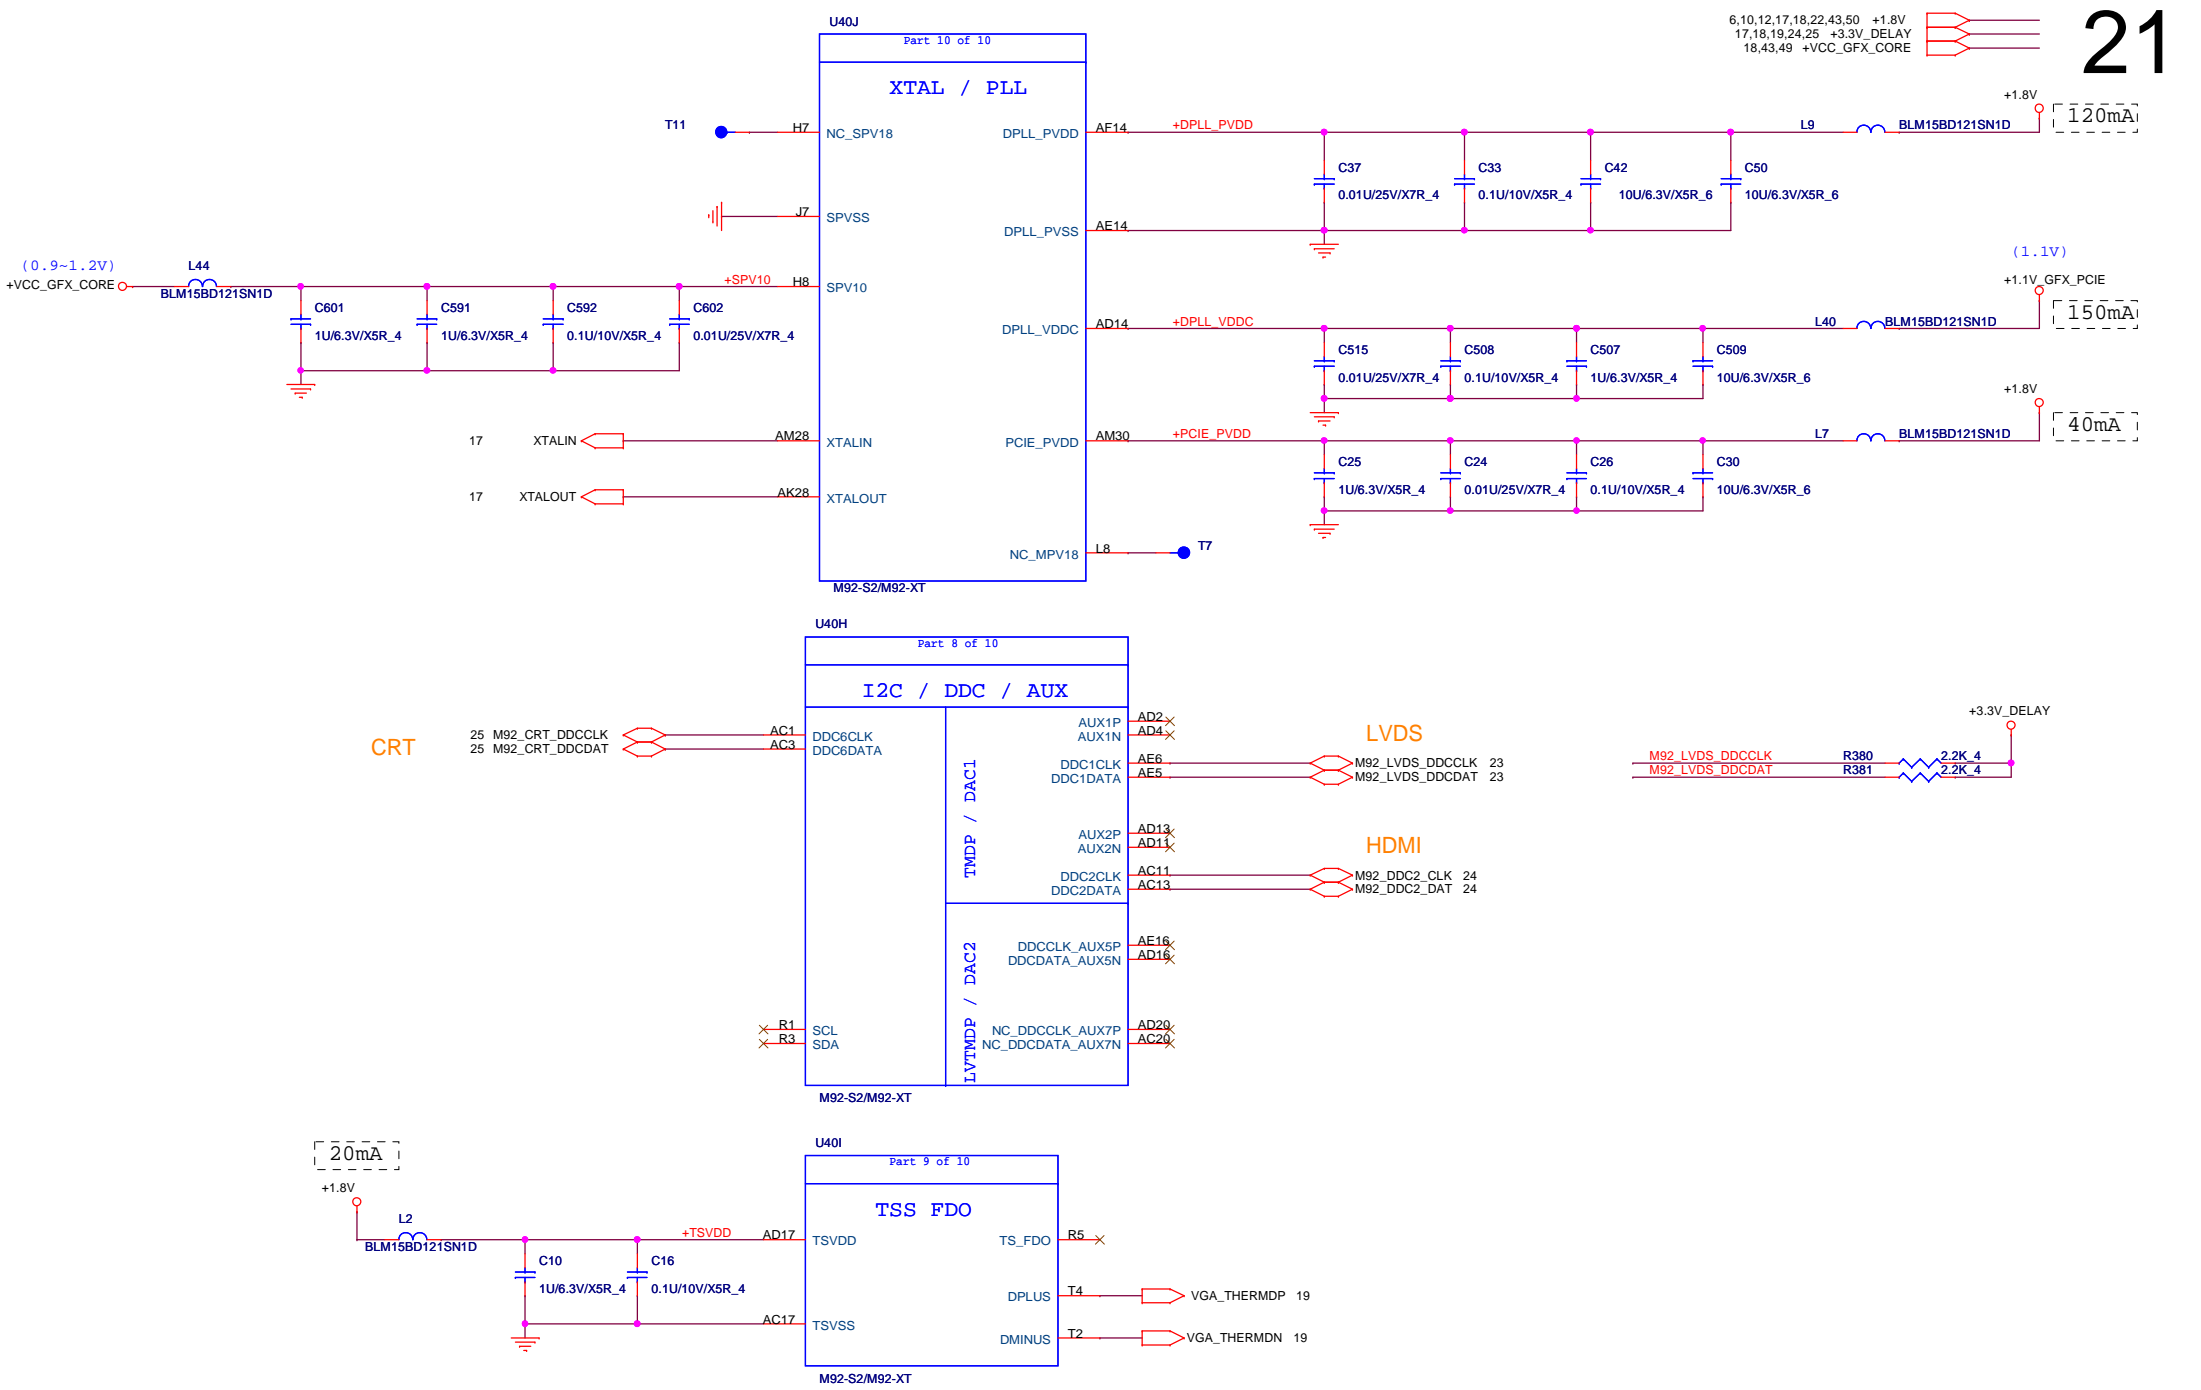 6,10,12,17,18,22,43,50 +1.8V
17,18,19,24,25 +3.3V_DELAY
18,43,49 +VCC_GFX_CORE
21
U40J
Part 10 of 10
XTAL / PLL
T11
H7 NC_SPV18
J7 SPVSS
(0.9~1.2V)
+VCC_GFX_CORE
L44
BLM15BD121SN1D
+SPV10
H8 SPV10
C601
1U/6.3V/X5R_4
C591
1U/6.3V/X5R_4
C592
0.1U/10V/X5R_4
C602
0.01U/25V/X7R_4
17 XTALIN
AM28 XTALIN
17 XTALOUT
AK28 XTALOUT
DPLL_PVDD AF14
+DPLL_PVDD
L9
BLM15BD121SN1D
+1.8V
120mA
C37
0.01U/25V/X7R_4
C33
0.1U/10V/X5R_4
C42
10U/6.3V/X5R_6
C50
10U/6.3V/X5R_6
DPLL_PVSS AE14
(1.1V)
+1.1V_GFX_PCIE
150mA
DPLL_VDDC AD14
+DPLL_VDDC
L40
BLM15BD121SN1D
C515
0.01U/25V/X7R_4
C508
0.1U/10V/X5R_4
C507
1U/6.3V/X5R_4
C509
10U/6.3V/X5R_6
+1.8V
40mA
PCIE_PVDD AM30
+PCIE_PVDD
L7
BLM15BD121SN1D
C25
1U/6.3V/X5R_4
C24
0.01U/25V/X7R_4
C26
0.1U/10V/X5R_4
C30
10U/6.3V/X5R_6
NC_MPV18 L8
T7
M92-S2/M92-XT
U40H
Part 8 of 10
I2C / DDC / AUX
CRT
25 M92_CRT_DDCCLK
25 M92_CRT_DDCDAT
AC1 DDC6CLK
AC3 DDC6DATA
TMDP / DAC1
AUX1P AD2
AUX1N AD4
DDC1CLK AE6
DDC1DATA AE5
LVDS
M92_LVDS_DDCCLK 23
M92_LVDS_DDCDAT 23
+3.3V_DELAY
M92_LVDS_DDCCLK R380 2.2K_4
M92_LVDS_DDCDAT R381 2.2K_4
AUX2P AD13
AUX2N AD11
DDC2CLK AC11
DDC2DATA AC13
HDMI
M92_DDC2_CLK 24
M92_DDC2_DAT 24
LVTMDP / DAC2
DDCCLK_AUX5P AE16
DDCDATA_AUX5N AD16
R1 SCL
R3 SDA
NC_DDCCLK_AUX7P AD20
NC_DDCDATA_AUX7N AC20
M92-S2/M92-XT
20mA
+1.8V
L2
BLM15BD121SN1D
+TSVDD
C10
1U/6.3V/X5R_4
C16
0.1U/10V/X5R_4
U40I
Part 9 of 10
TSS FDO
AD17 TSVDD
AC17 TSVSS
TS_FDO R5
DPLUS T4
VGA_THERMDP 19
DMINUS T2
VGA_THERMDN 19
M92-S2/M92-XT